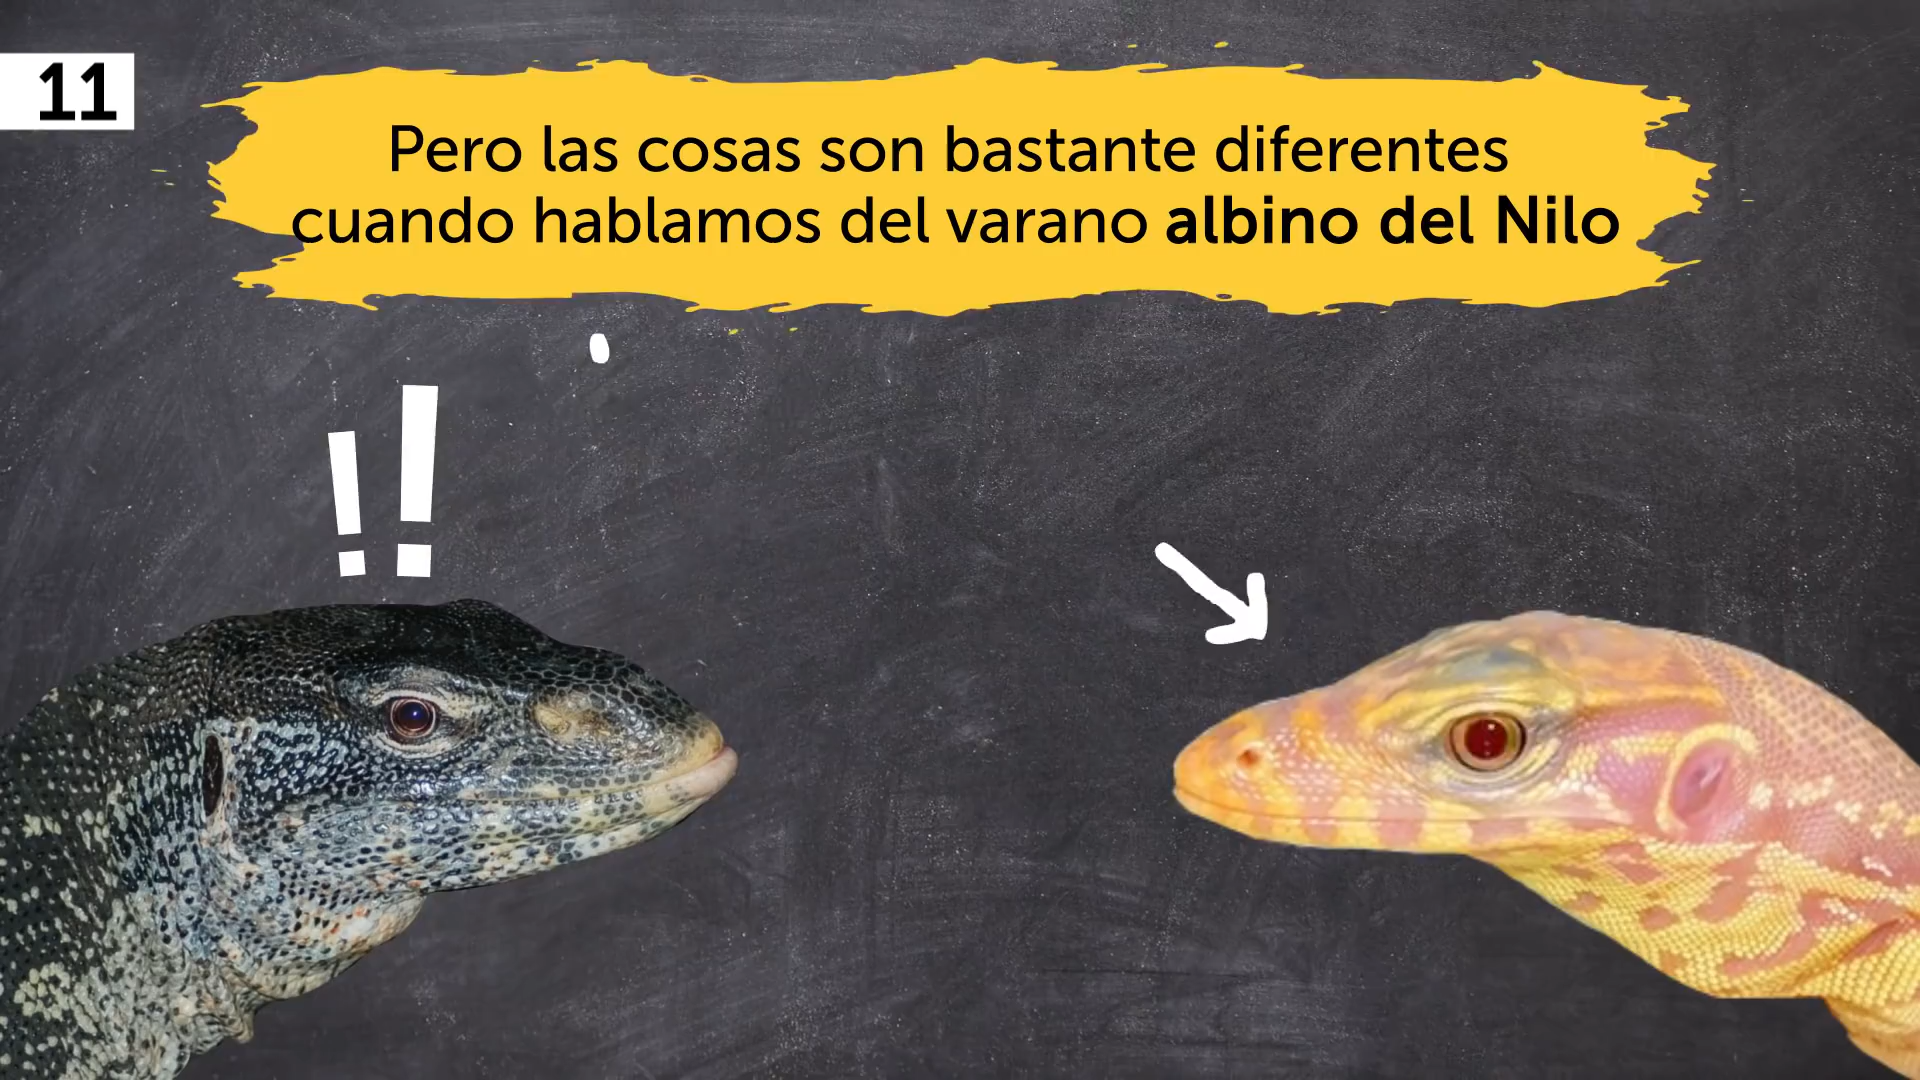 11
Pero las cosas son bastante diferentes
cuando hablamos del varano albino del Nilo
!!